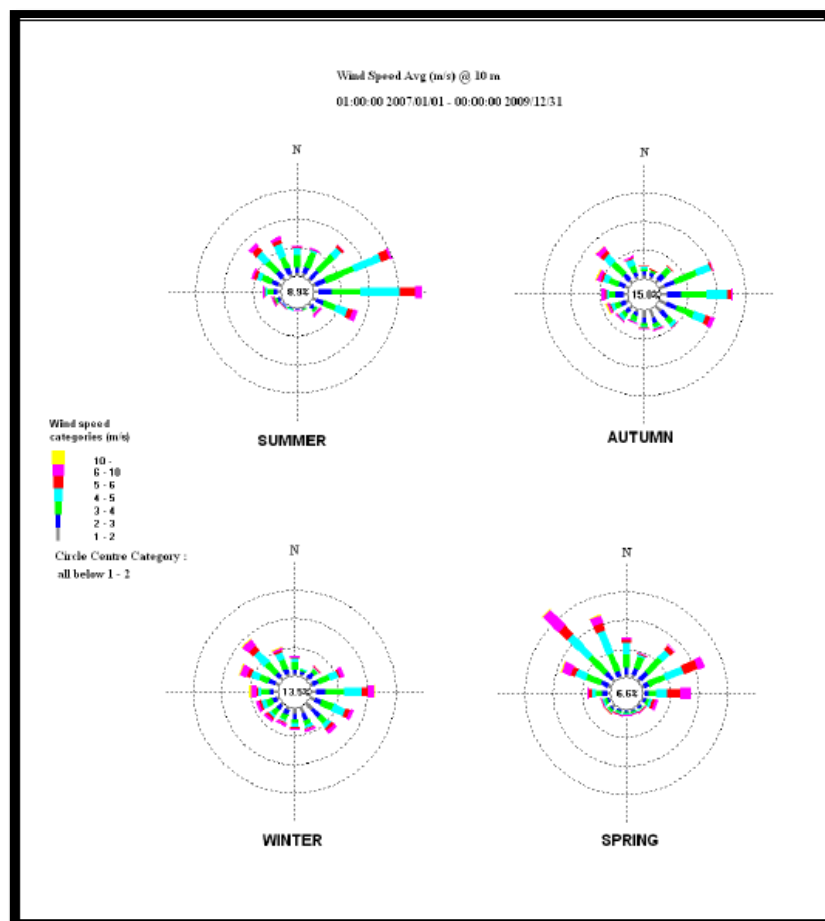 Wind Speed Avg (m/s) @ 10 m
01:00:00 2007/01/01 - 00:00:00 2009/12/31
N
N
8.9%
15.8%
SUMMER
AUTUMN
Wind speed
categories (m/s)
10 -
6 - 10
5 - 6
4 - 5
3 - 4
2 - 3
1 - 2
Circle Centre Category :
all below 1 - 2
N
N
13.5%
6.6%
WINTER
SPRING